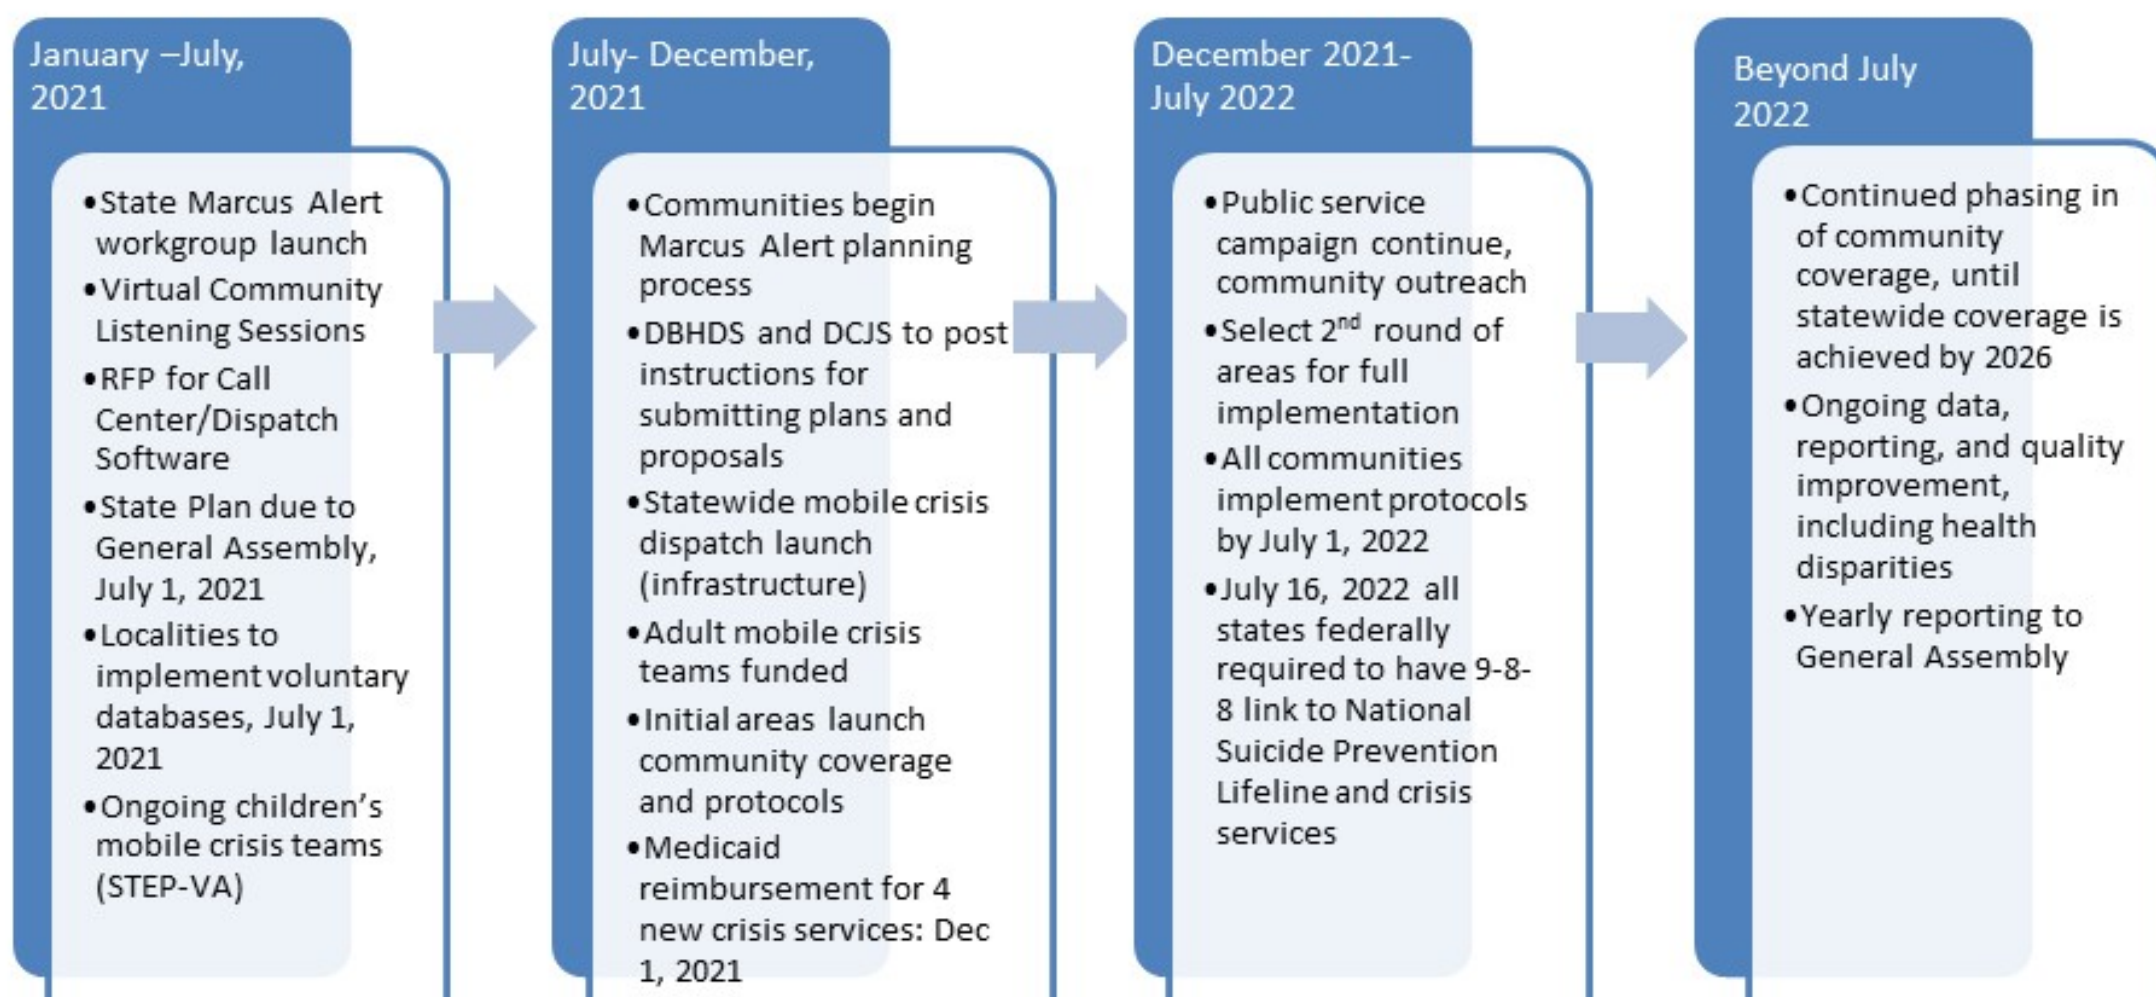 January –July,
2021
•State Marcus Alert
workgroup launch
•Virtual Community
Listening Sessions
•RFP for Call
Center/Dispatch
Software
•State Plan due to
General Assembly,
July 1, 2021
•Localities to
implement voluntary
databases, July 1,
2021
•Ongoing children’s
mobile crisis teams
(STEP-VA)
July- December,
2021
•Communities begin
Marcus Alert planning
process
•DBHDS and DCJS to post
instructions for
submitting plans and
proposals
•Statewide mobile crisis
dispatch launch
(infrastructure)
•Adult mobile crisis
teams funded
•Initial areas launch
community coverage
and protocols
•Medicaid
reimbursement for 4
new crisis services: Dec
1, 2021
December 2021-
July 2022
•Public service
campaign continue,
community outreach
•Select 2nd round of
areas for full
implementation
•All communities
implement protocols
by July 1, 2022
•July 16, 2022 all
states federally
required to have 9-8-
8 link to National
Suicide Prevention
Lifeline and crisis
services
Beyond July
2022
•Continued phasing in
of community
coverage, until
statewide coverage is
achieved by 2026
•Ongoing data,
reporting, and quality
improvement,
including health
disparities
•Yearly reporting to
General Assembly